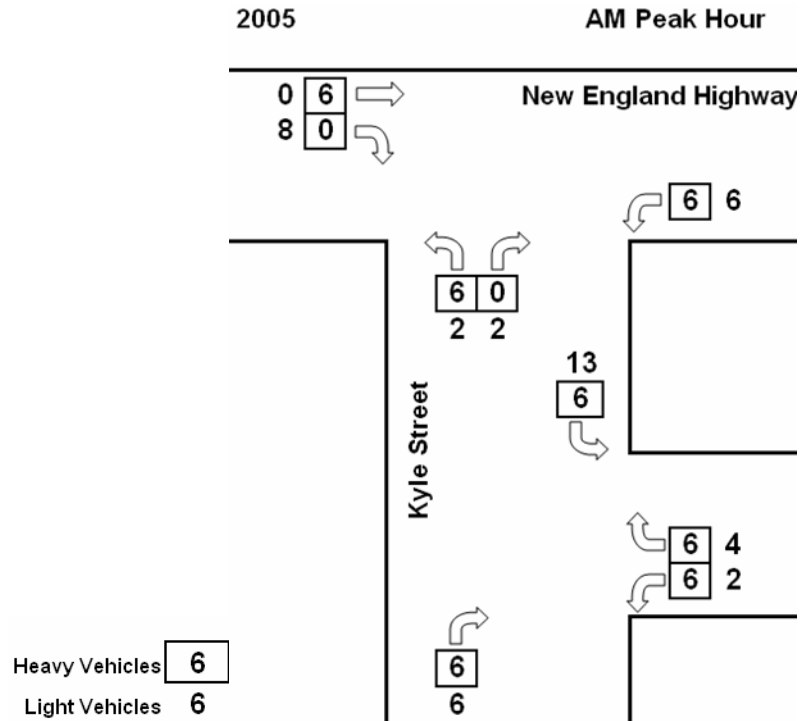 2005 AM Peak Hour
0 6 New England Highway
8 0
6 6
6 0
2 2
13
6
Kyle Street
6 4
6 2
Heavy Vehicles 6 6
Light Vehicles 6 6